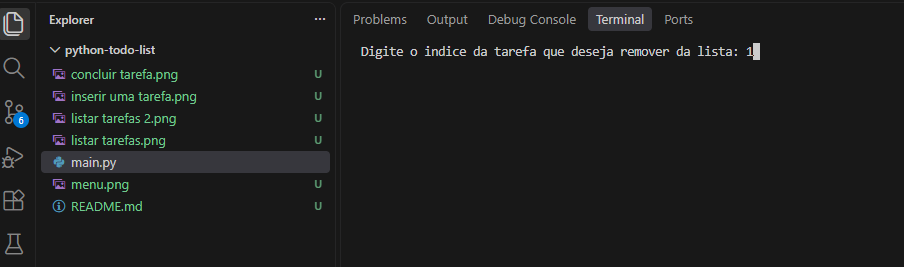 Explorer
...
python-todo-list
concluir tarefa.png U
inserir uma tarefa.png U
listar tarefas 2.png U
listar tarefas.png U
main.py
menu.png U
README.md U
6
Problems Output Debug Console Terminal Ports
Digite o indice da tarefa que deseja remover da lista: 1